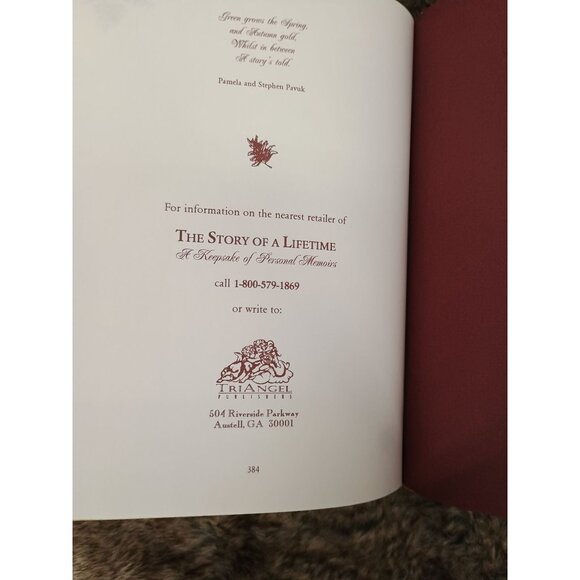 Green grows the Spring,
and Autumn gold,
Whilst in between
A story's told.
Pamela and Stephen Pavuk
For information on the nearest retailer of
THE STORY OF A LIFETIME
A Keepsake of Personal Memoirs
call 1-800-579-1869
or write to:
TRIANGEL
PUBLISHERS
504 Riverside Parkway
Austell, GA 30001
384